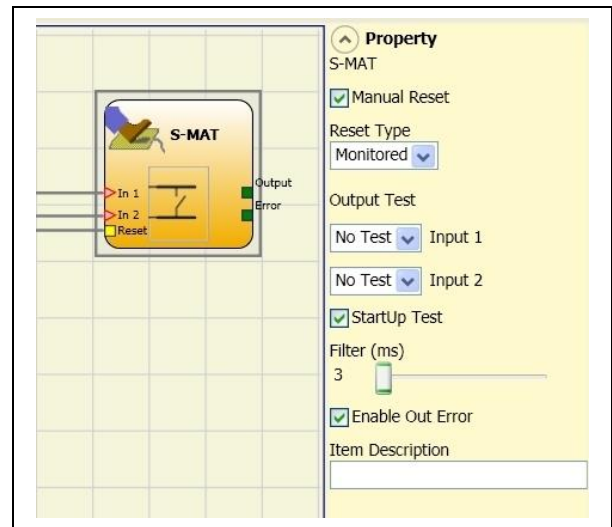 S-MAT
In 1
In 2
Reset
Output
Error
Property
S-MAT
Manual Reset
Reset Type
Monitored
Output Test
No Test Input 1
No Test Input 2
StartUp Test
Filter (ms)
3
Enable Out Error
Item Description